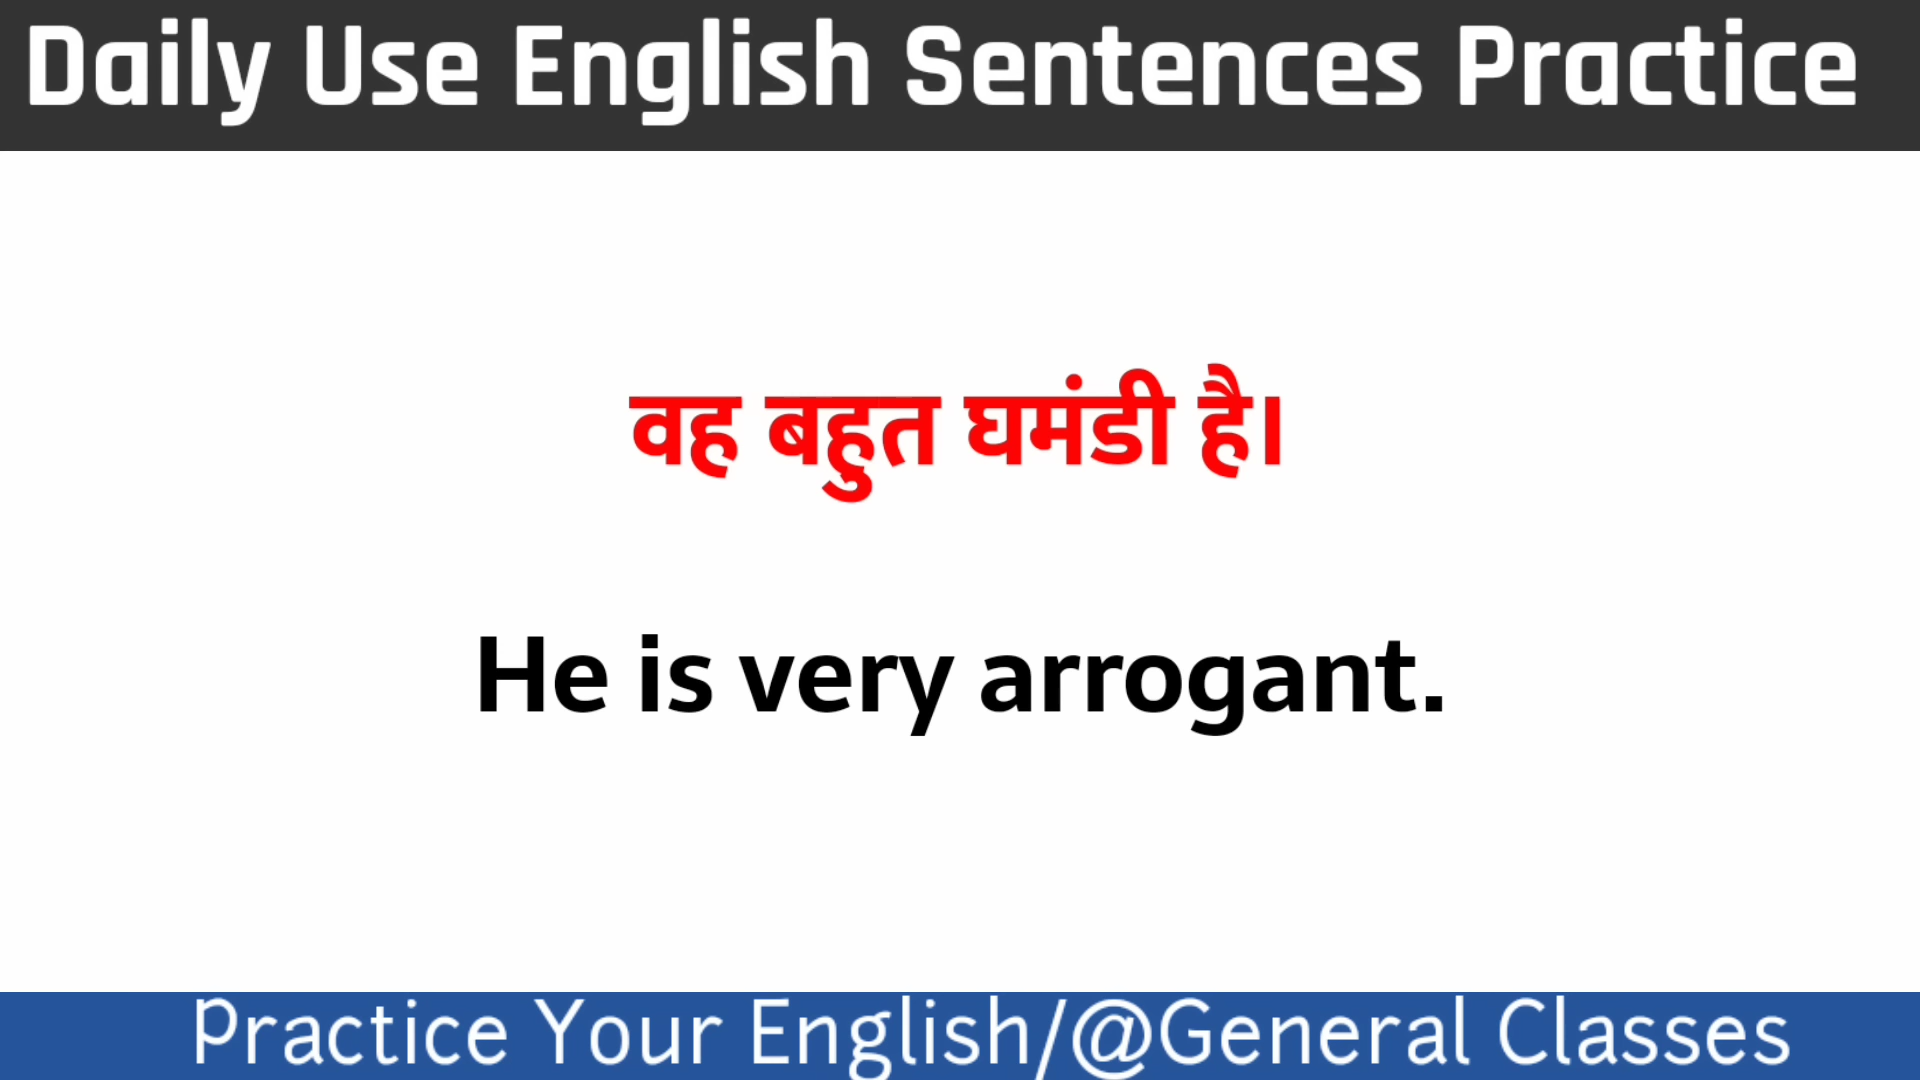 Daily Use English Sentences Practice
वह बहुत घमंडी है।
He is very arrogant.
Practice Your English/@General Classes